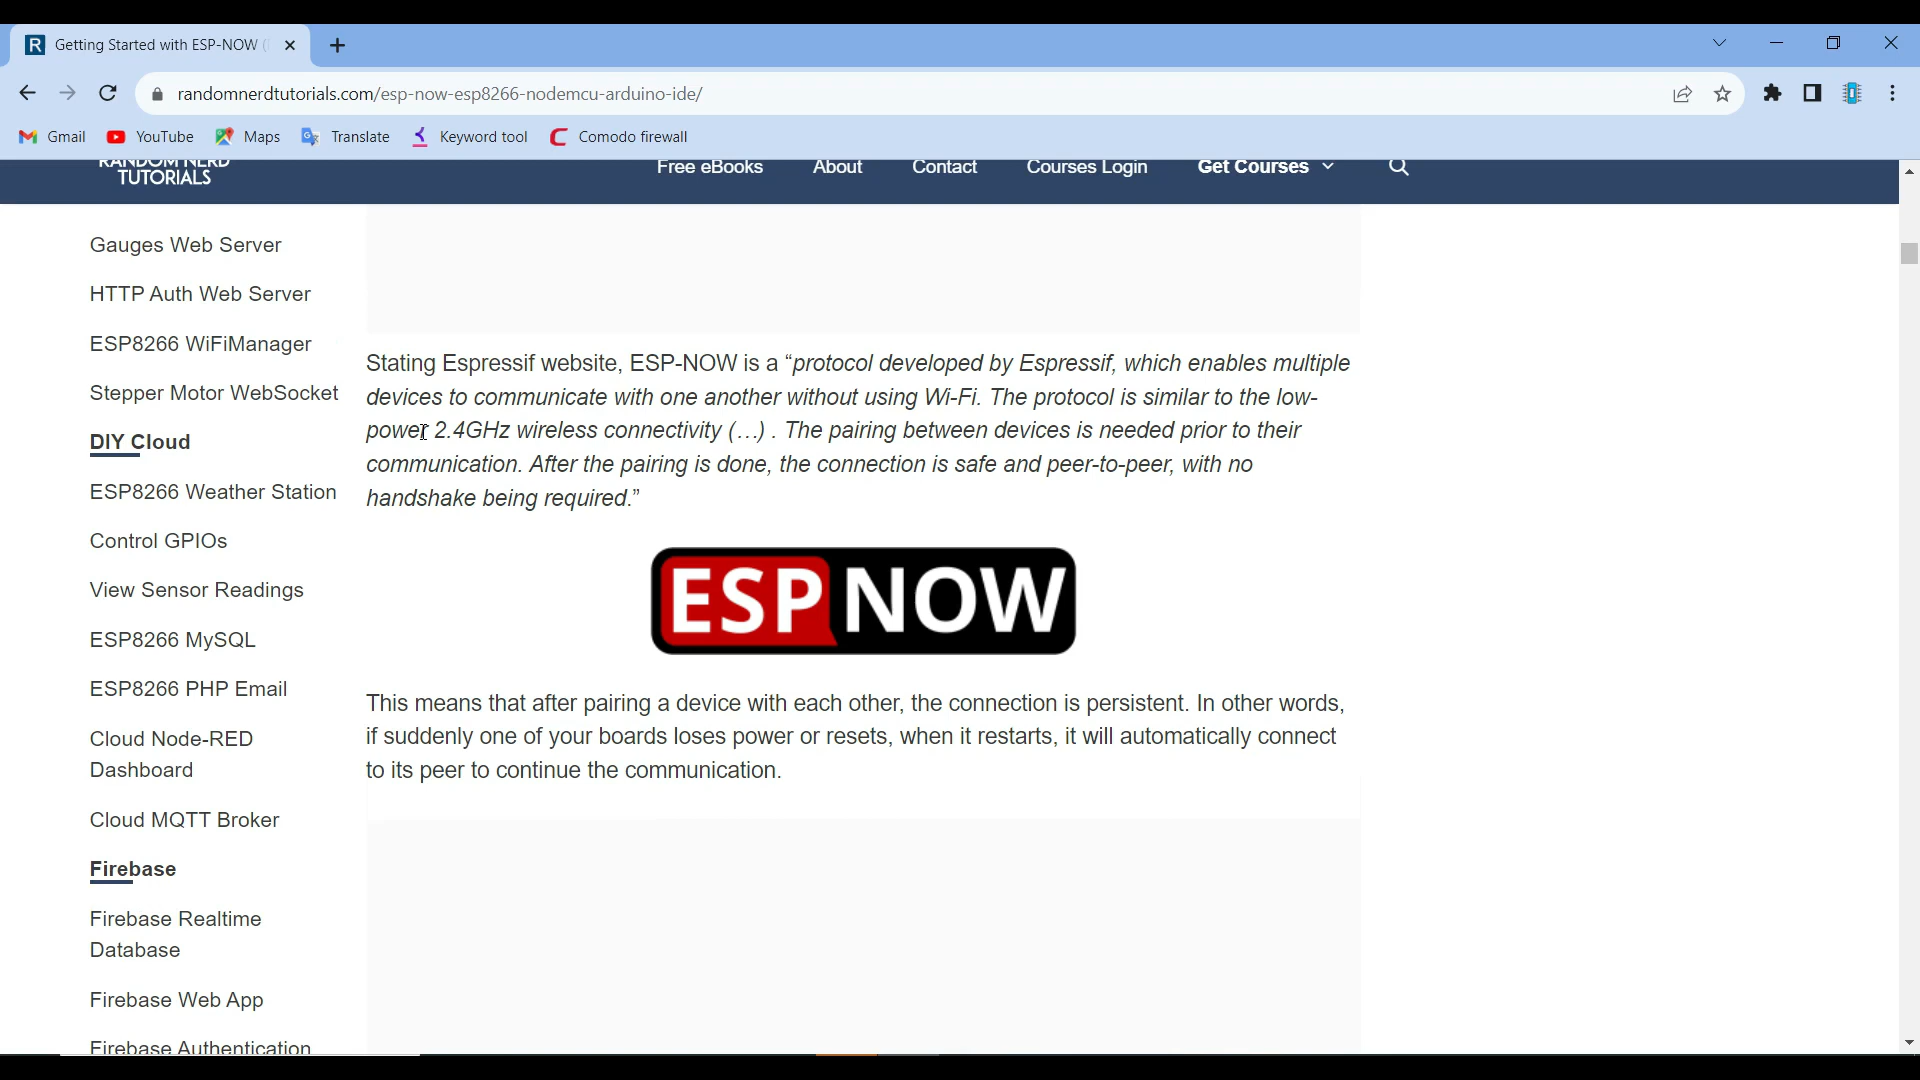 Getting Started with ESP-NOW (
randomnerdtutorials.com/esp-now-esp8266-nodemcu-arduino-ide/
Gmail YouTube Maps Translate Keyword tool Comodo firewall
RANDOM NERD
TUTORIALS
Free eBooks About Contact Courses Login Get Courses
Gauges Web Server
HTTP Auth Web Server
ESP8266 WiFiManager
Stepper Motor WebSocket
DIY Cloud
ESP8266 Weather Station
Control GPIOs
View Sensor Readings
ESP8266 MySQL
ESP8266 PHP Email
Cloud Node-RED
Dashboard
Cloud MQTT Broker
Firebase
Firebase Realtime
Database
Firebase Web App
Firebase Authentication
Stating Espressif website, ESP-NOW is a “protocol developed by Espressif, which enables multiple
devices to communicate with one another without using Wi-Fi. The protocol is similar to the low-
power 2.4GHz wireless connectivity (…) . The pairing between devices is needed prior to their
communication. After the pairing is done, the connection is safe and peer-to-peer, with no
handshake being required.”
ESP NOW
This means that after pairing a device with each other, the connection is persistent. In other words,
if suddenly one of your boards loses power or resets, when it restarts, it will automatically connect
to its peer to continue the communication.